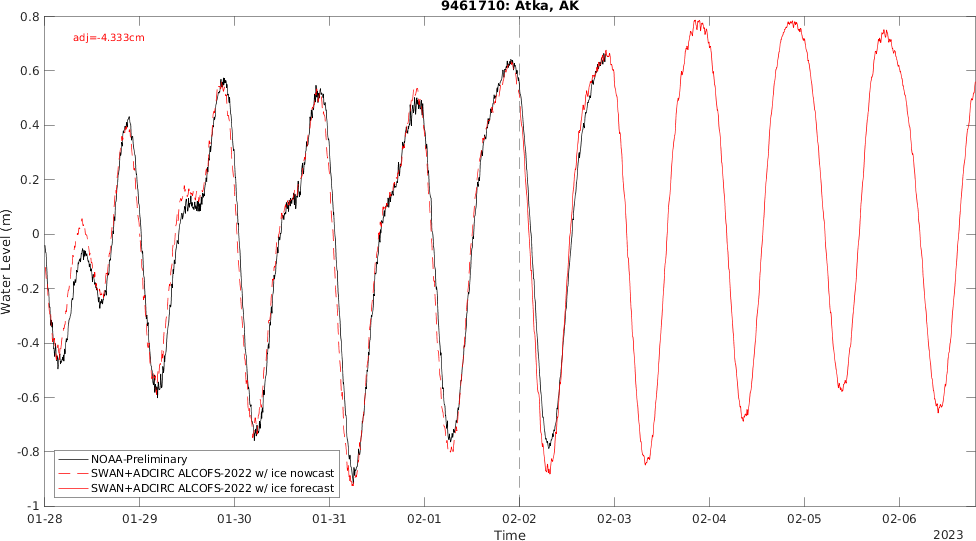 9461710: Atka, AK
adj=-4.333cm
0.8
0.6
0.4
0.2
0
-0.2
-0.4
-0.6
-0.8
-1
Water Level (m)
NOAA-Preliminary
SWAN+ADCIRC ALCOFS-2022 w/ ice nowcast
SWAN+ADCIRC ALCOFS-2022 w/ ice forecast
01-28 01-29 01-30 01-31 02-01 02-02 02-03 02-04 02-05 02-06
Time
2023